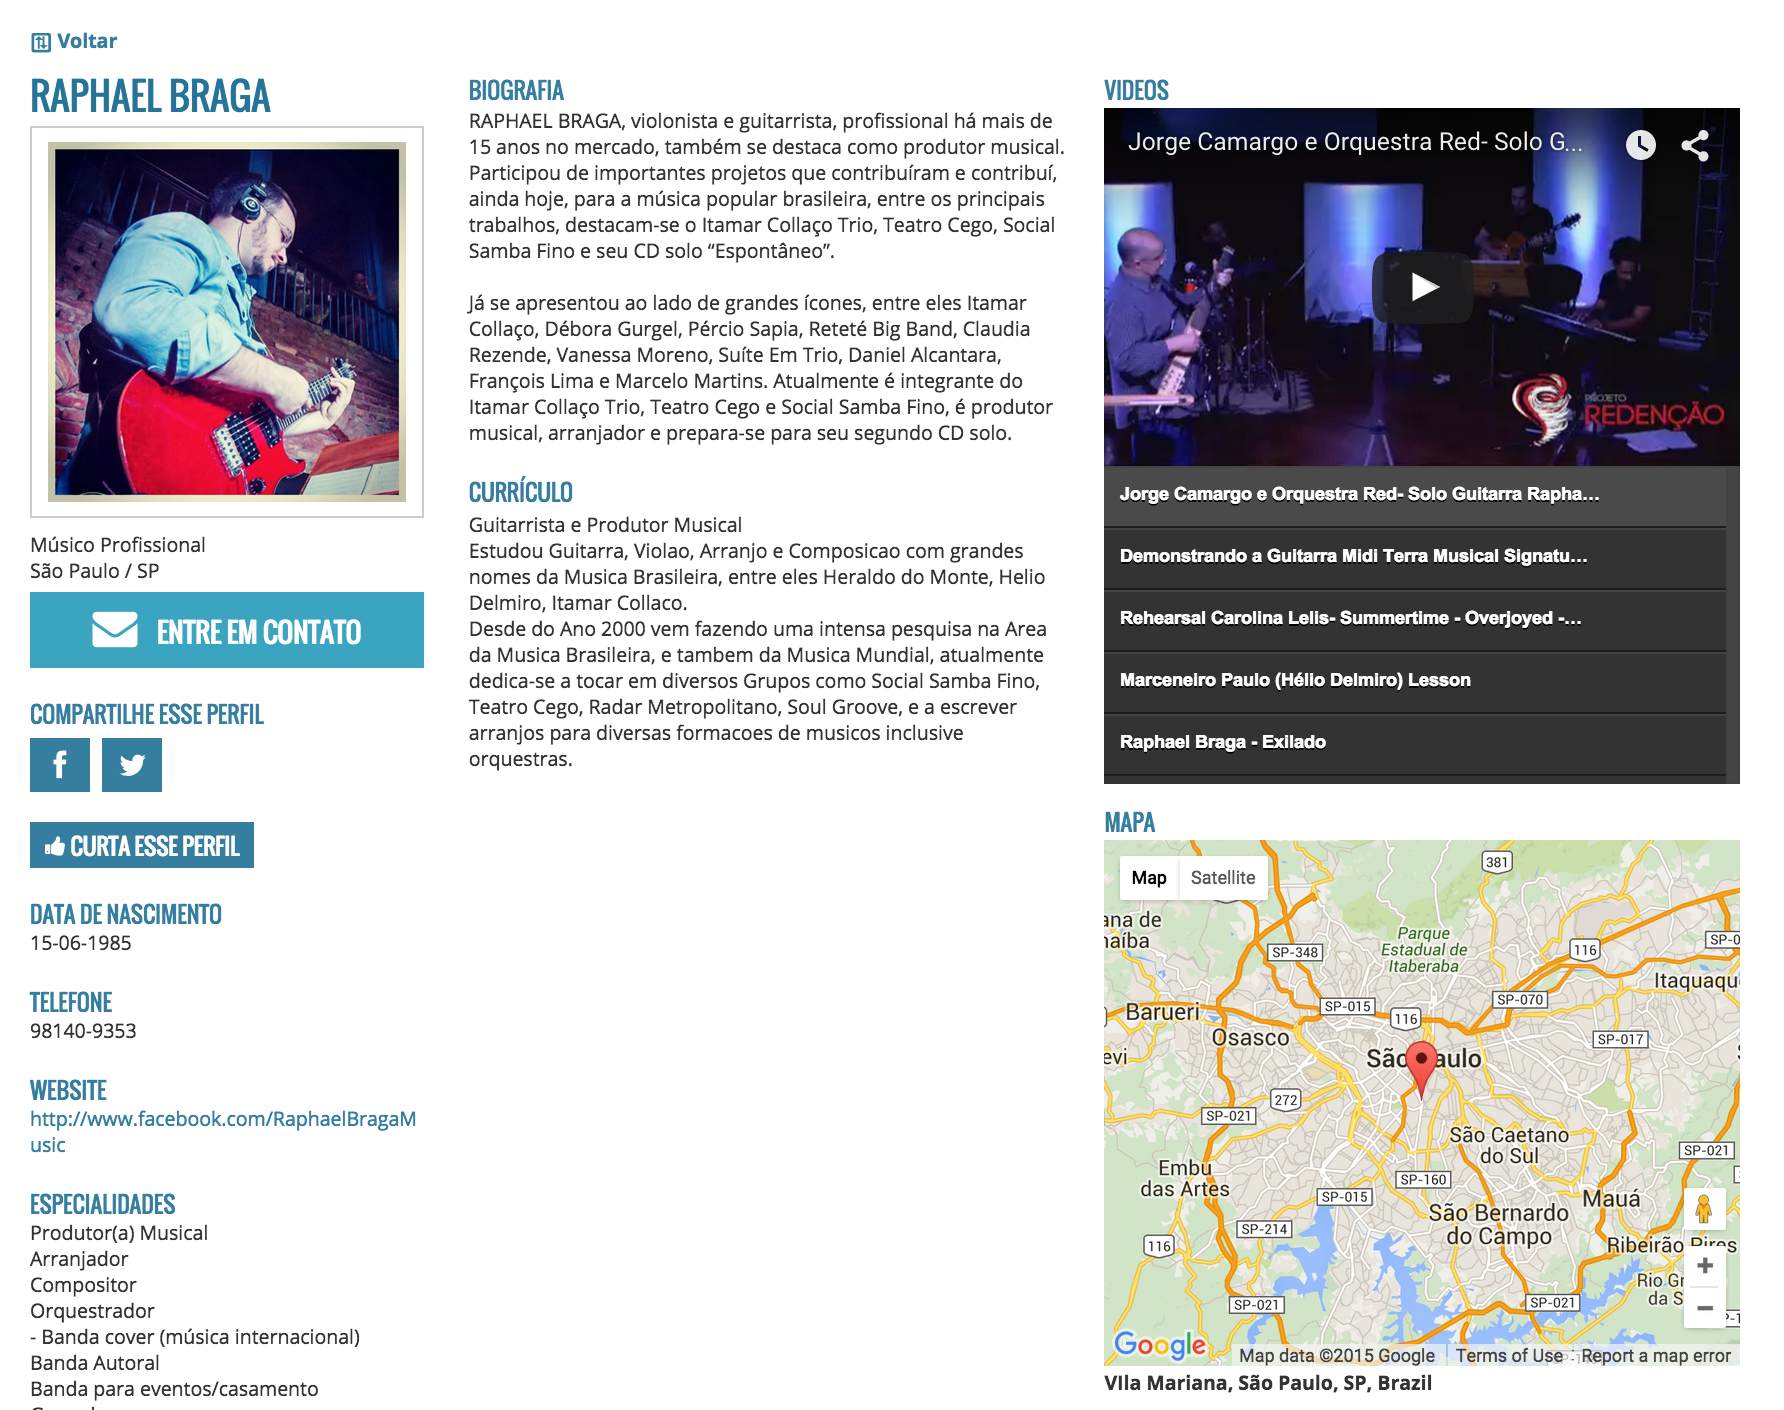 Voltar
RAPHAEL BRAGA
Músico Profissional
São Paulo / SP
ENTRE EM CONTATO
COMPARTILHE ESSE PERFIL
CURTA ESSE PERFIL
DATA DE NASCIMENTO
15-06-1985
TELEFONE
98140-9353
WEBSITE
http://www.facebook.com/RaphaelBragaM
usic
ESPECIALIDADES
Produtor(a) Musical
Arranjador
Compositor
Orquestrador
- Banda cover (música internacional)
Banda Autoral
Banda para eventos/casamento
BIOGRAFIA
RAPHAEL BRAGA, violonista e guitarrista, profissional há mais de
15 anos no mercado, também se destaca como produtor musical.
Participou de importantes projetos que contribuíram e contribuí,
ainda hoje, para a música popular brasileira, entre os principais
trabalhos, destacam-se o Itamar Collaço Trio, Teatro Cego, Social
Samba Fino e seu CD solo “Espontâneo”.
Já se apresentou ao lado de grandes ícones, entre eles Itamar
Collaço, Débora Gurgel, Pércio Sapia, Reteté Big Band, Claudia
Rezende, Vanessa Moreno, Suíte Em Trio, Daniel Alcantara,
François Lima e Marcelo Martins. Atualmente é integrante do
Itamar Collaço Trio, Teatro Cego e Social Samba Fino, é produtor
musical, arranjador e prepara-se para seu segundo CD solo.
CURRÍCULO
Guitarrista e Produtor Musical
Estudou Guitarra, Violao, Arranjo e Composicao com grandes
nomes da Musica Brasileira, entre eles Heraldo do Monte, Helio
Delmiro, Itamar Collaco.
Desde do Ano 2000 vem fazendo uma intensa pesquisa na Area
da Musica Brasileira, e tambem da Musica Mundial, atualmente
dedica-se a tocar em diversos Grupos como Social Samba Fino,
Teatro Cego, Radar Metropolitano, Soul Groove, e a escrever
arranjos para diversas formacoes de musicos inclusive
orquestras.
VIDEOS
Jorge Camargo e Orquestra Red- Solo G...
PROJETO
REDENÇÃO
Jorge Camargo e Orquestra Red- Solo Guitarra Rapha...
Demonstrando a Guitarra Midi Terra Musical Signatu...
Rehearsal Carolina Lelis- Summertime - Overjoyed -...
Marceneiro Paulo (Hélio Delmiro) Lesson
Raphael Braga - Exilado
MAPA
Map Satellite
381
ana de
naíba
Parque
Estadual de
Itaberaba
SP-348
116
SP-0
Itaquaqu
SP-070
SP-015
116
Barueri
Osasco
SP-017
evi
São Paulo
272
SP-021
São Caetano
do Sul
SP-021
Embu
das Artes
SP-160
SP-015
Mauá
São Bernardo
do Campo
SP-214
116
Ribeirão Pires
Rio Gr
da S
SP-021
SP-021
Google
Map data ©2015 Google Terms of Use Report a map error
VIla Mariana, São Paulo, SP, Brazil